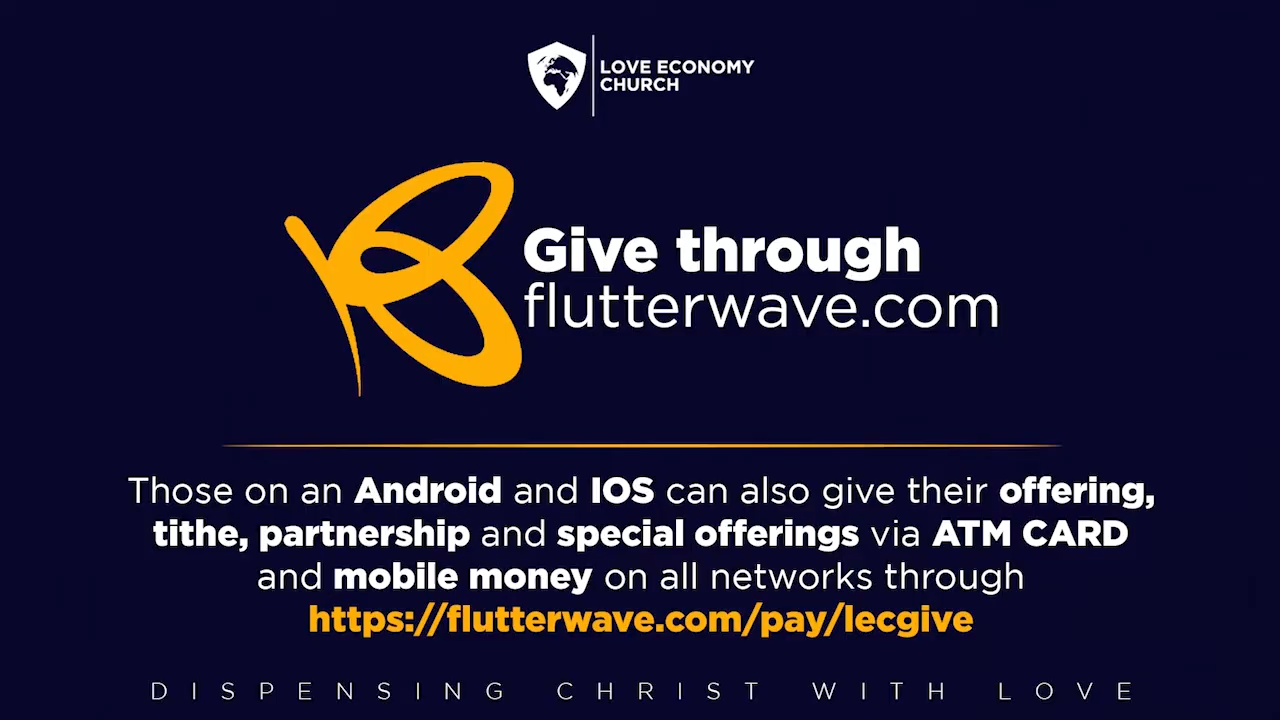 LOVE ECONOMY
CHURCH
Give through
flutterwave.com
Those on an Android and IOS can also give their offering,
tithe, partnership and special offerings via ATM CARD
and mobile money on all networks through
https://flutterwave.com/pay/lecgive
DISPENSING CHRIST WITH LOVE